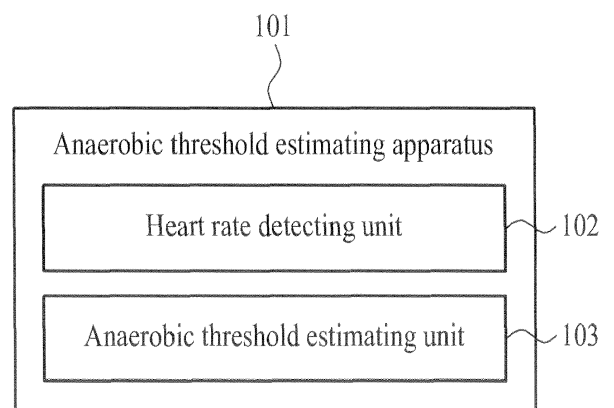 101
Anaerobic threshold estimating apparatus
Heart rate detecting unit
102
Anaerobic threshold estimating unit
103